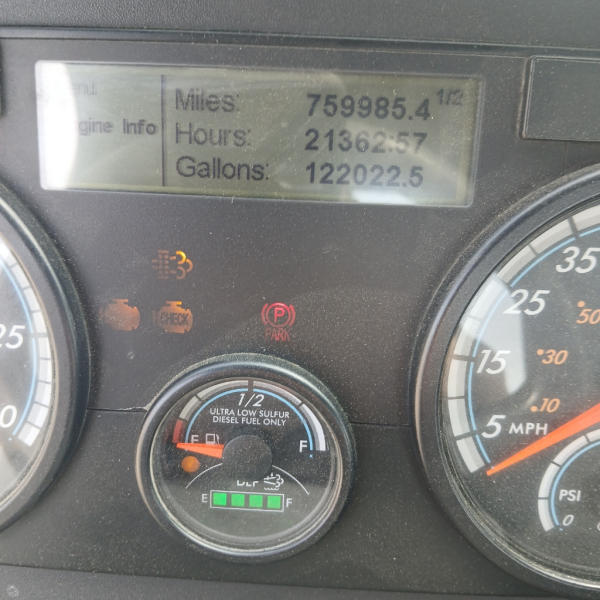 Miles: 759985.4 1/2
Engine Info
Hours: 21362:57
Gallons: 122022.5
CHECK
P
PARK
1/2
ULTRA LOW SULFUR
DIESEL FUEL ONLY
E F
DEF
E F
25
0
35
25
15
5 MPH
50
30
10
PSI
0